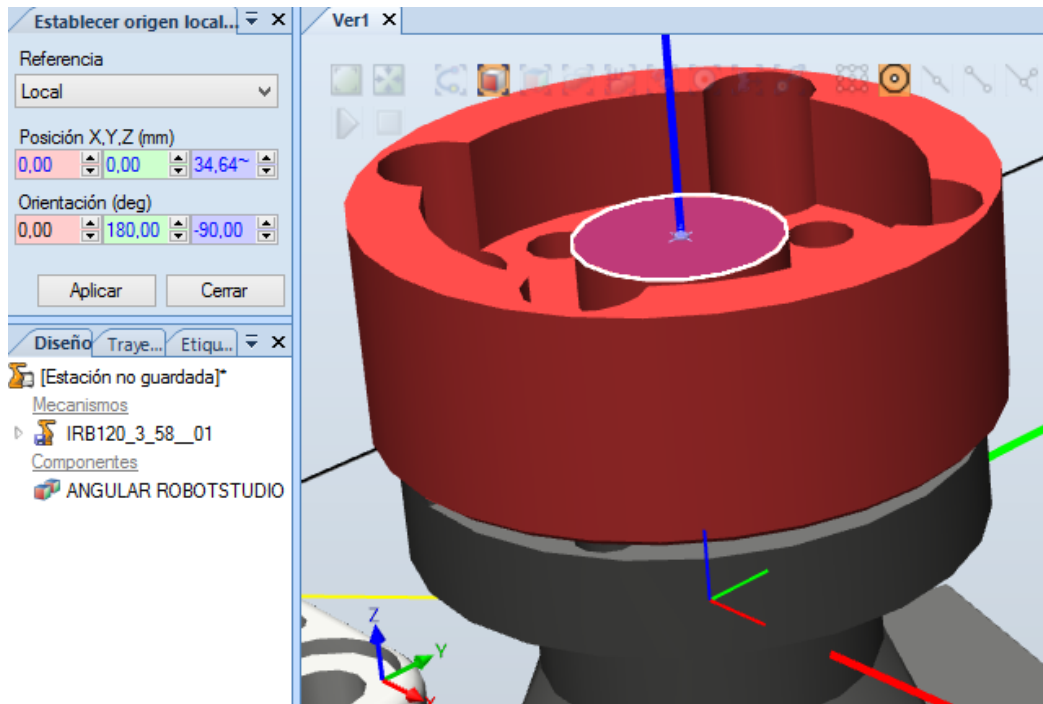 Establecer origen local...
Referencia
Local
Posición X,Y,Z (mm)
0,00 0,00 34,64~
Orientación (deg)
0,00 180,00 -90,00
Aplicar Cerrar
Diseño Traye... Etiqu...
[Estación no guardada]*
Mecanismos
IRB120_3_58__01
Componentes
ANGULAR ROBOTSTUDIO
Ver1
Z
Y
X